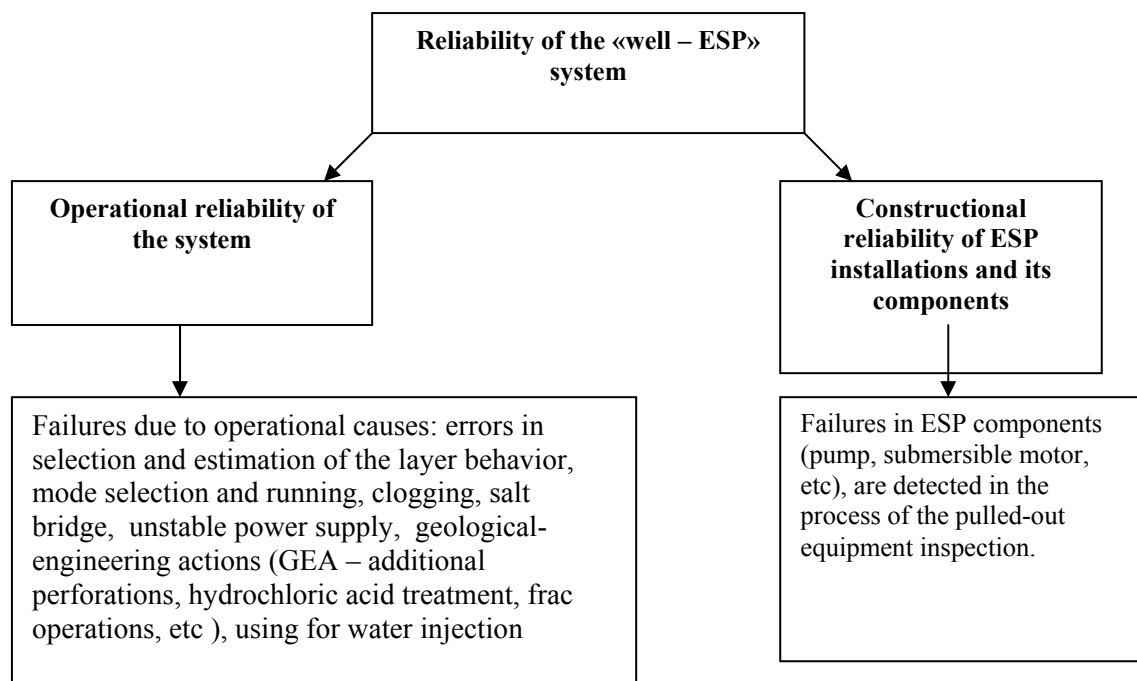 Reliability of the «well – ESP»
system
Operational reliability of
the system
Constructional
reliability of ESP
installations and its
components
Failures due to operational causes: errors in
selection and estimation of the layer behavior,
mode selection and running, clogging, salt
bridge, unstable power supply, geological-
engineering actions (GEA – additional
perforations, hydrochloric acid treatment, frac
operations, etc ), using for water injection
Failures in ESP components
(pump, submersible motor,
etc), are detected in the
process of the pulled-out
equipment inspection.